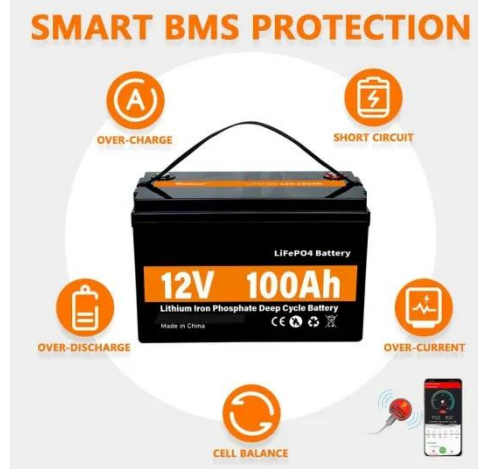 SMART BMS PROTECTION
OVER-CHARGE
SHORT CIRCUIT
LiFePO4 Battery
12V 100Ah
Lithium Iron Phosphate Deep Cycle Battery
Made in China
CE
OVER-DISCHARGE
OVER-CURRENT
CELL BALANCE